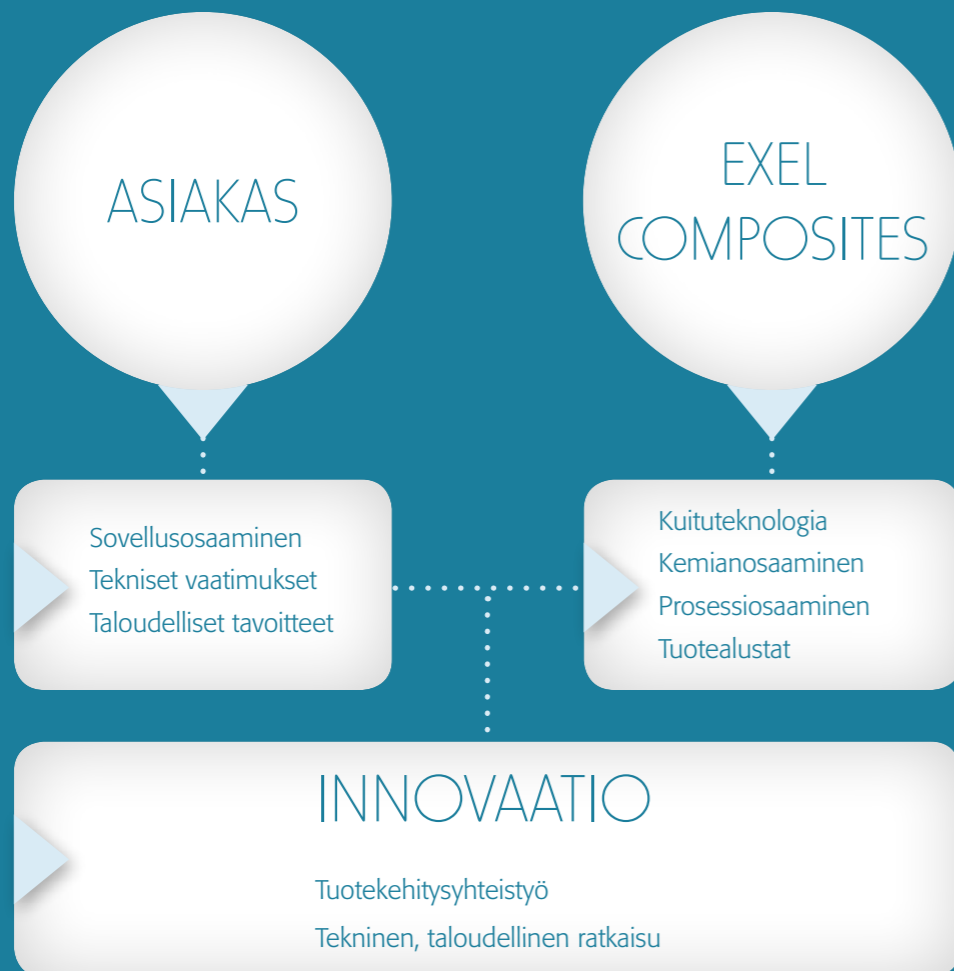 ASIAKAS
EXEL
COMPOSITES
Sovellusosaaminen
Tekniset vaatimukset
Taloudelliset tavoitteet
Kuituteknologia
Kemianosaaminen
Prosessiosaaminen
Tuotealustat
INNOVAATIO
Tuotekehitysyhteistyö
Tekninen, taloudellinen ratkaisu